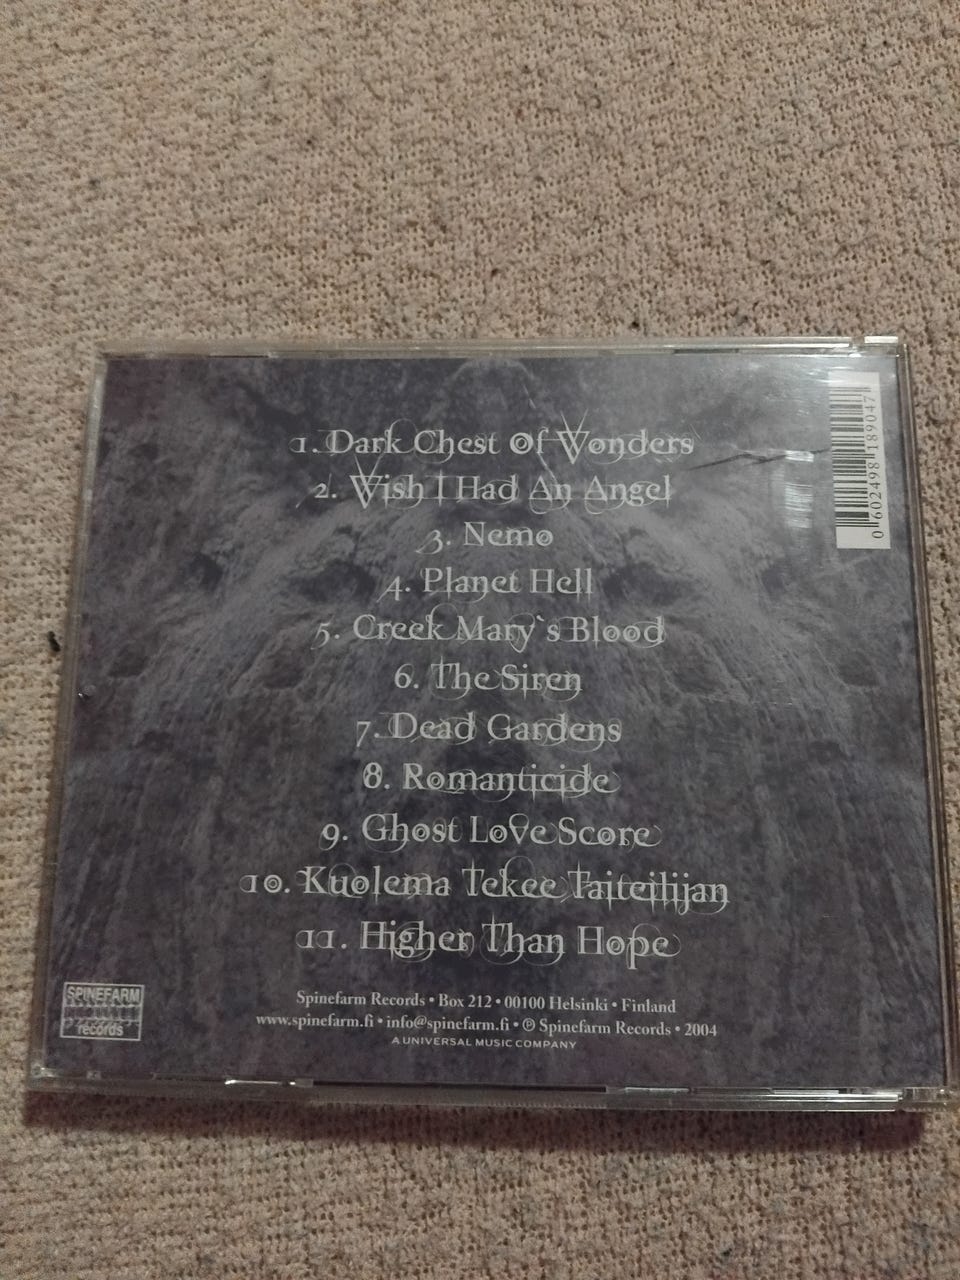 1. Dark Chest Of Wonders
2. Wish I Had An Angel
3. Nemo
4. Planet Hell
5. Creek Mary`s Blood
6. The Siren
7. Dead Gardens
8. Romanticide
9. Ghost Love Score
10. Kuolema Tekee Taiteilijan
11. Higher Than Hope
0 602498 189047
SPINEFARM
records
Spinefarm Records • Box 212 • 00100 Helsinki • Finland
www.spinefarm.fi • info@spinefarm.fi • ℗ Spinefarm Records • 2004
A UNIVERSAL MUSIC COMPANY